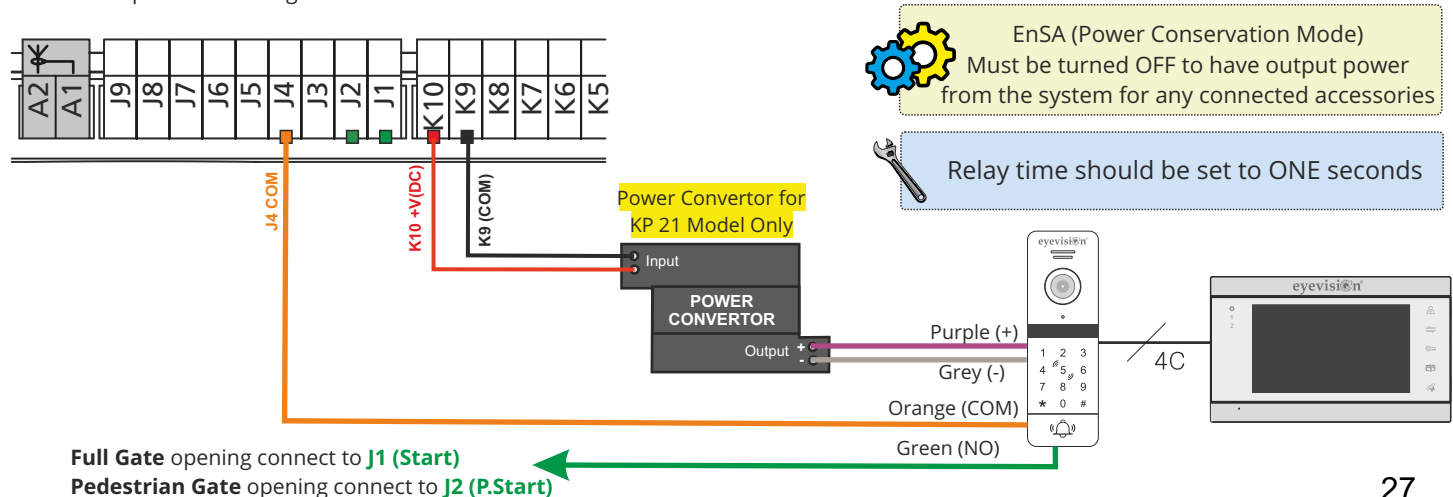 EnSA (Power Conservation Mode)
Must be turned OFF to have output power
from the system for any connected accessories
Relay time should be set to ONE seconds
A2
A1
J9
J8
J7
J6
J5
J4
J3
J2
J1
K10
K9
K8
K7
K6
K5
J4 COM
K10 +V(DC)
K9 (COM)
Power Convertor for
KP 21 Model Only
Input
POWER
CONVERTOR
Output + -
Purple (+)
Grey (-)
Orange (COM)
Green (NO)
eyevision
1 2 3
4 5 6
7 8 9
* 0 #
4C
eyevision
1
2
Full Gate opening connect to J1 (Start)
Pedestrian Gate opening connect to J2 (P.Start)
27